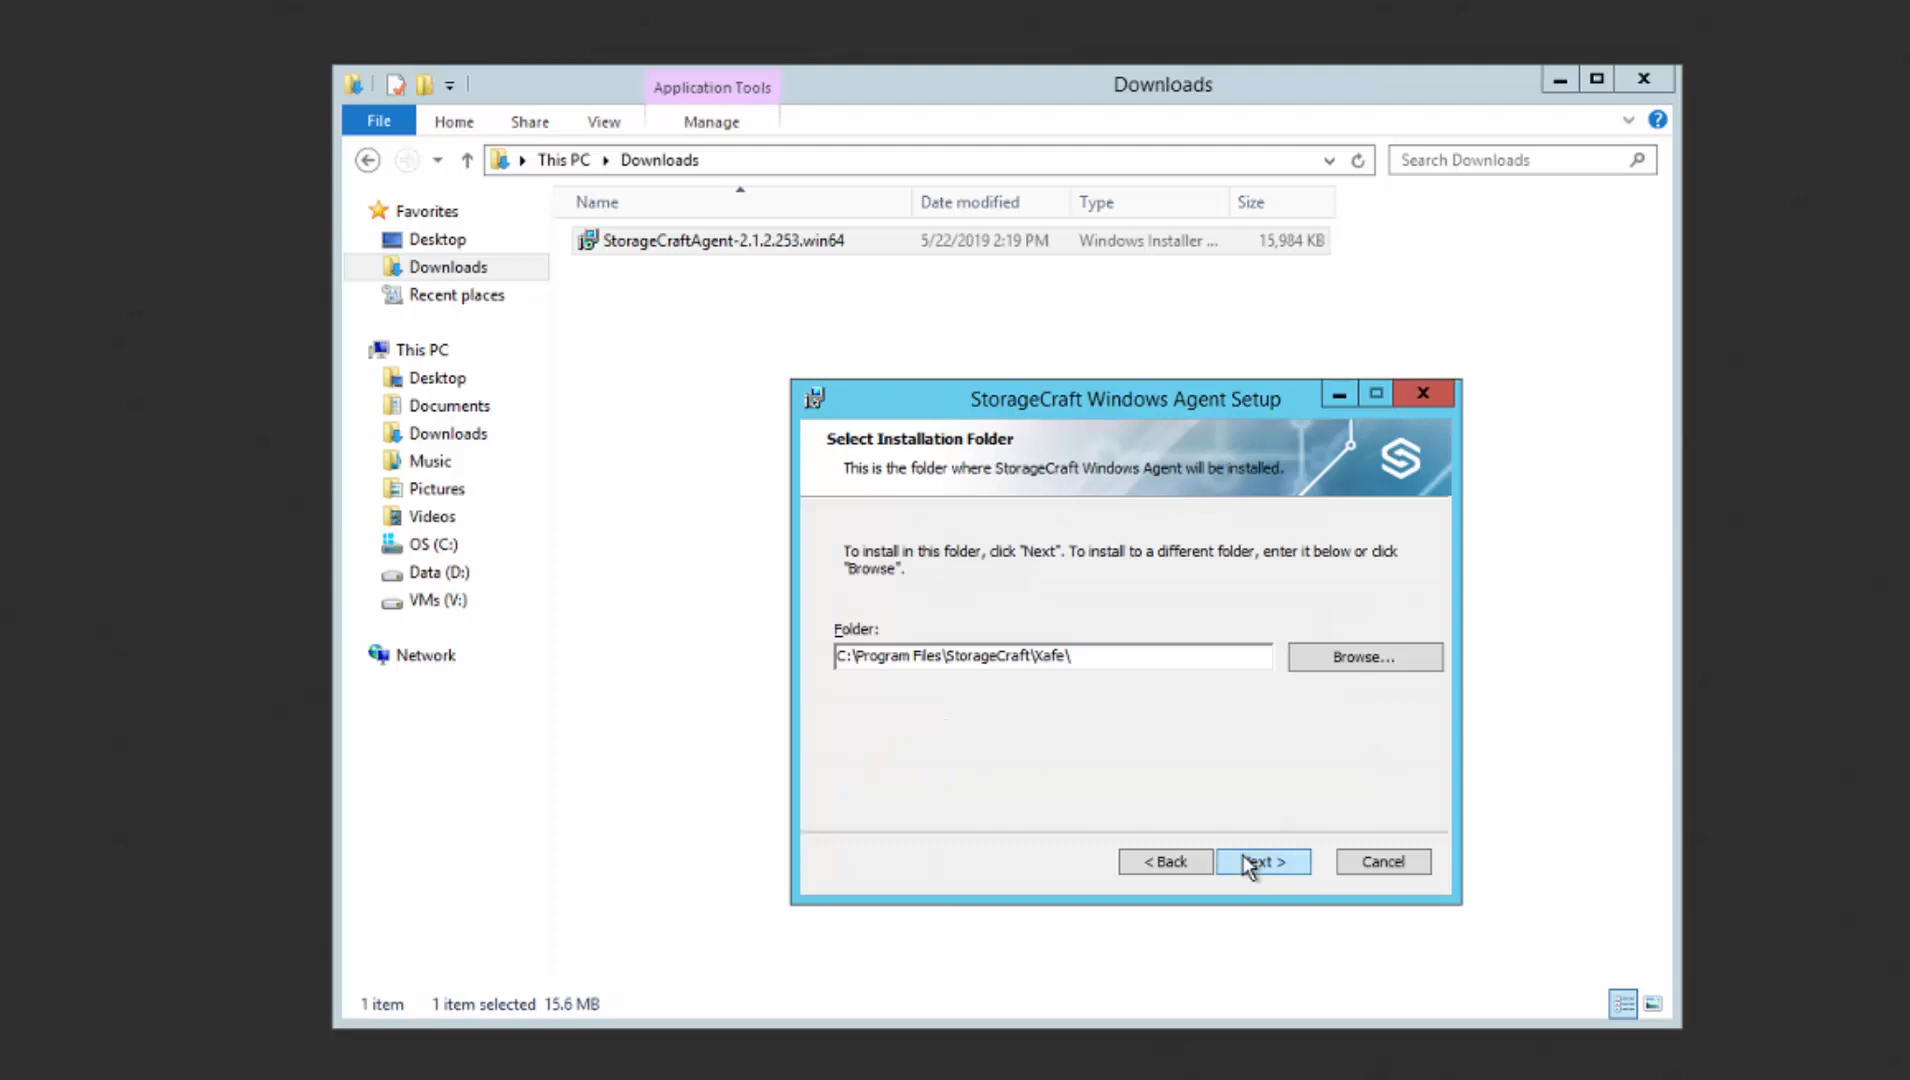 Application Tools
Downloads
File
Home
Share
View
Manage
This PC
Downloads
Search Downloads
Name
Date modified
Type
Size
StorageCraftAgent-2.1.2.253.win64
5/22/2019 2:19 PM
Windows Installer ...
15,984 KB
Favorites
Desktop
Downloads
Recent places
This PC
Desktop
Documents
Downloads
Music
Pictures
Videos
OS (C:)
Data (D:)
VMs (V:)
Network
StorageCraft Windows Agent Setup
Select Installation Folder
This is the folder where StorageCraft Windows Agent will be installed.
To install in this folder, click "Next". To install to a different folder, enter it below or click
"Browse".
Folder:
C:\Program Files\StorageCraft\Xafe\
Browse...
< Back
Next >
Cancel
1 item
1 item selected
15.6 MB